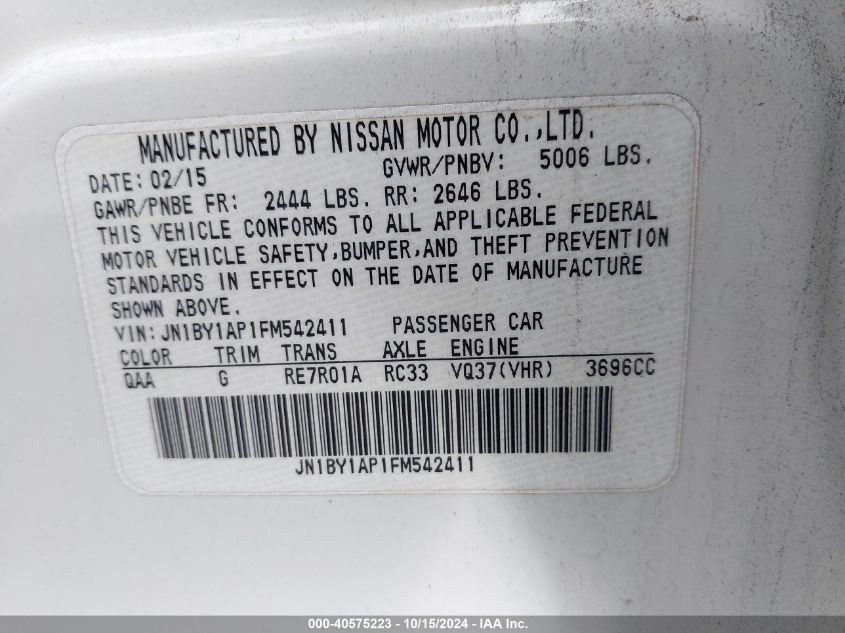 MANUFACTURED BY NISSAN MOTOR CO.,LTD.
DATE: 02/15 GVWR/PNBV: 5006 LBS.
GAWR/PNBE FR: 2444 LBS. RR: 2646 LBS.
THIS VEHICLE CONFORMS TO ALL APPLICABLE FEDERAL
MOTOR VEHICLE SAFETY,BUMPER,AND THEFT PREVENTION
STANDARDS IN EFFECT ON THE DATE OF MANUFACTURE
SHOWN ABOVE.
VIN: JN1BY1AP1FM542411 PASSENGER CAR
COLOR TRIM TRANS AXLE ENGINE
QAA G RE7R01A RC33 VQ37(VHR) 3696CC
JN1BY1AP1FM542411
000-40575223 - 10/15/2024 - IAA Inc.